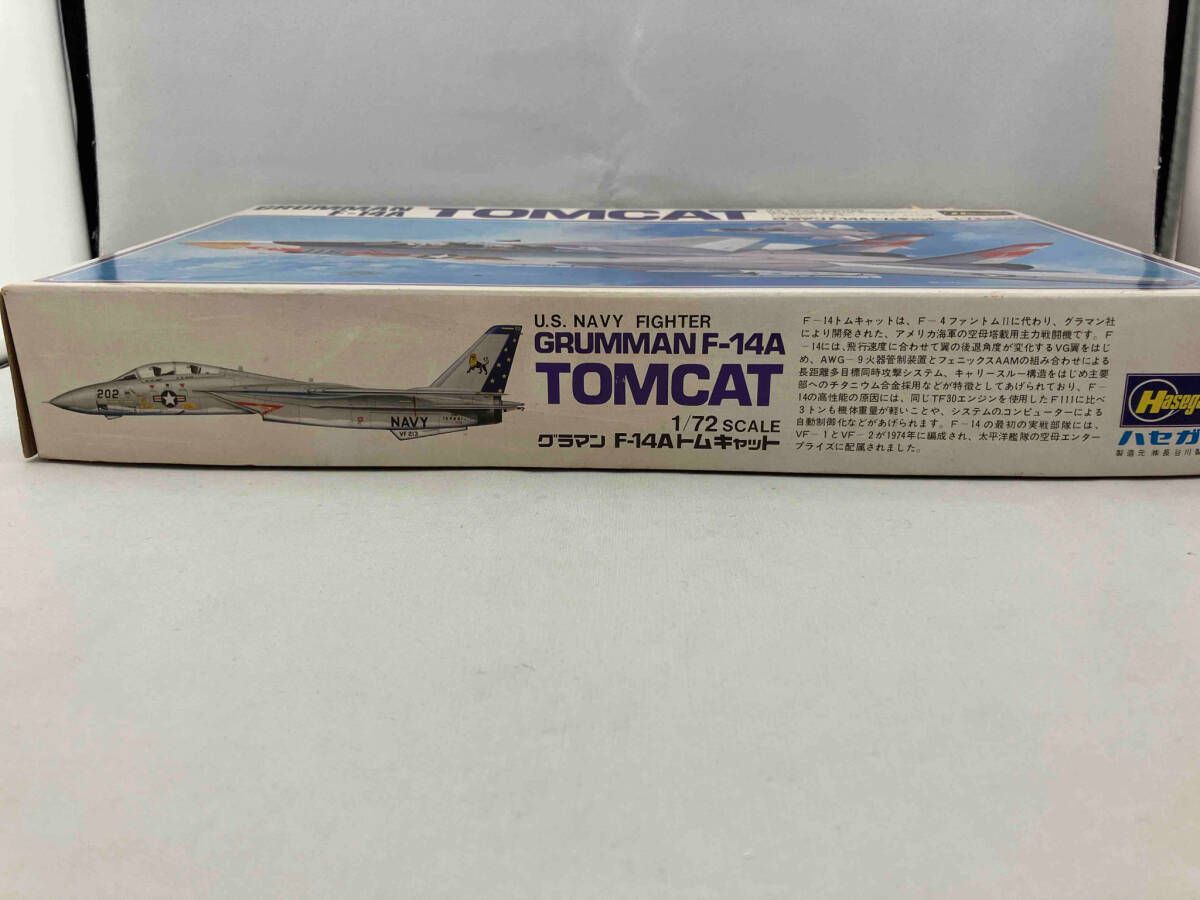 GRUMMAN
F-14A
TOMCAT
U.S. NAVY FIGHTER
GRUMMAN F-14A
TOMCAT
1/72 SCALE
グラマン F-14A トムキャット
202
NAVY
VF 213
F-14トムキャットは、F-4ファントムIIに代わり、グラマン社
により開発された、アメリカ海軍の空母塔載用主力戦闘機です。F
-14には、飛行速度に合わせて翼の後退角度が変化するVG翼をはじ
め、AWG-9火器管制装置とフェニックスAAMの組み合わせによる
長距離多目標同時攻撃システム、キャリースルー構造をはじめ主要
部へのチタニウム合金採用などが特徴としてあげられており、F-
14の高性能の原因には、同じTF30エンジンを使用したF111に比べ
3トンも機体重量が軽いことや、システムのコンピューターによる
自動制御化などがあげられます。F-14の最初の実戦部隊には、
VF-1とVF-2が1974年に編成され、太平洋艦隊の空母エンター
プライズに配属されました。
Hasega
ハセガ
製造元 ㈱長谷川製